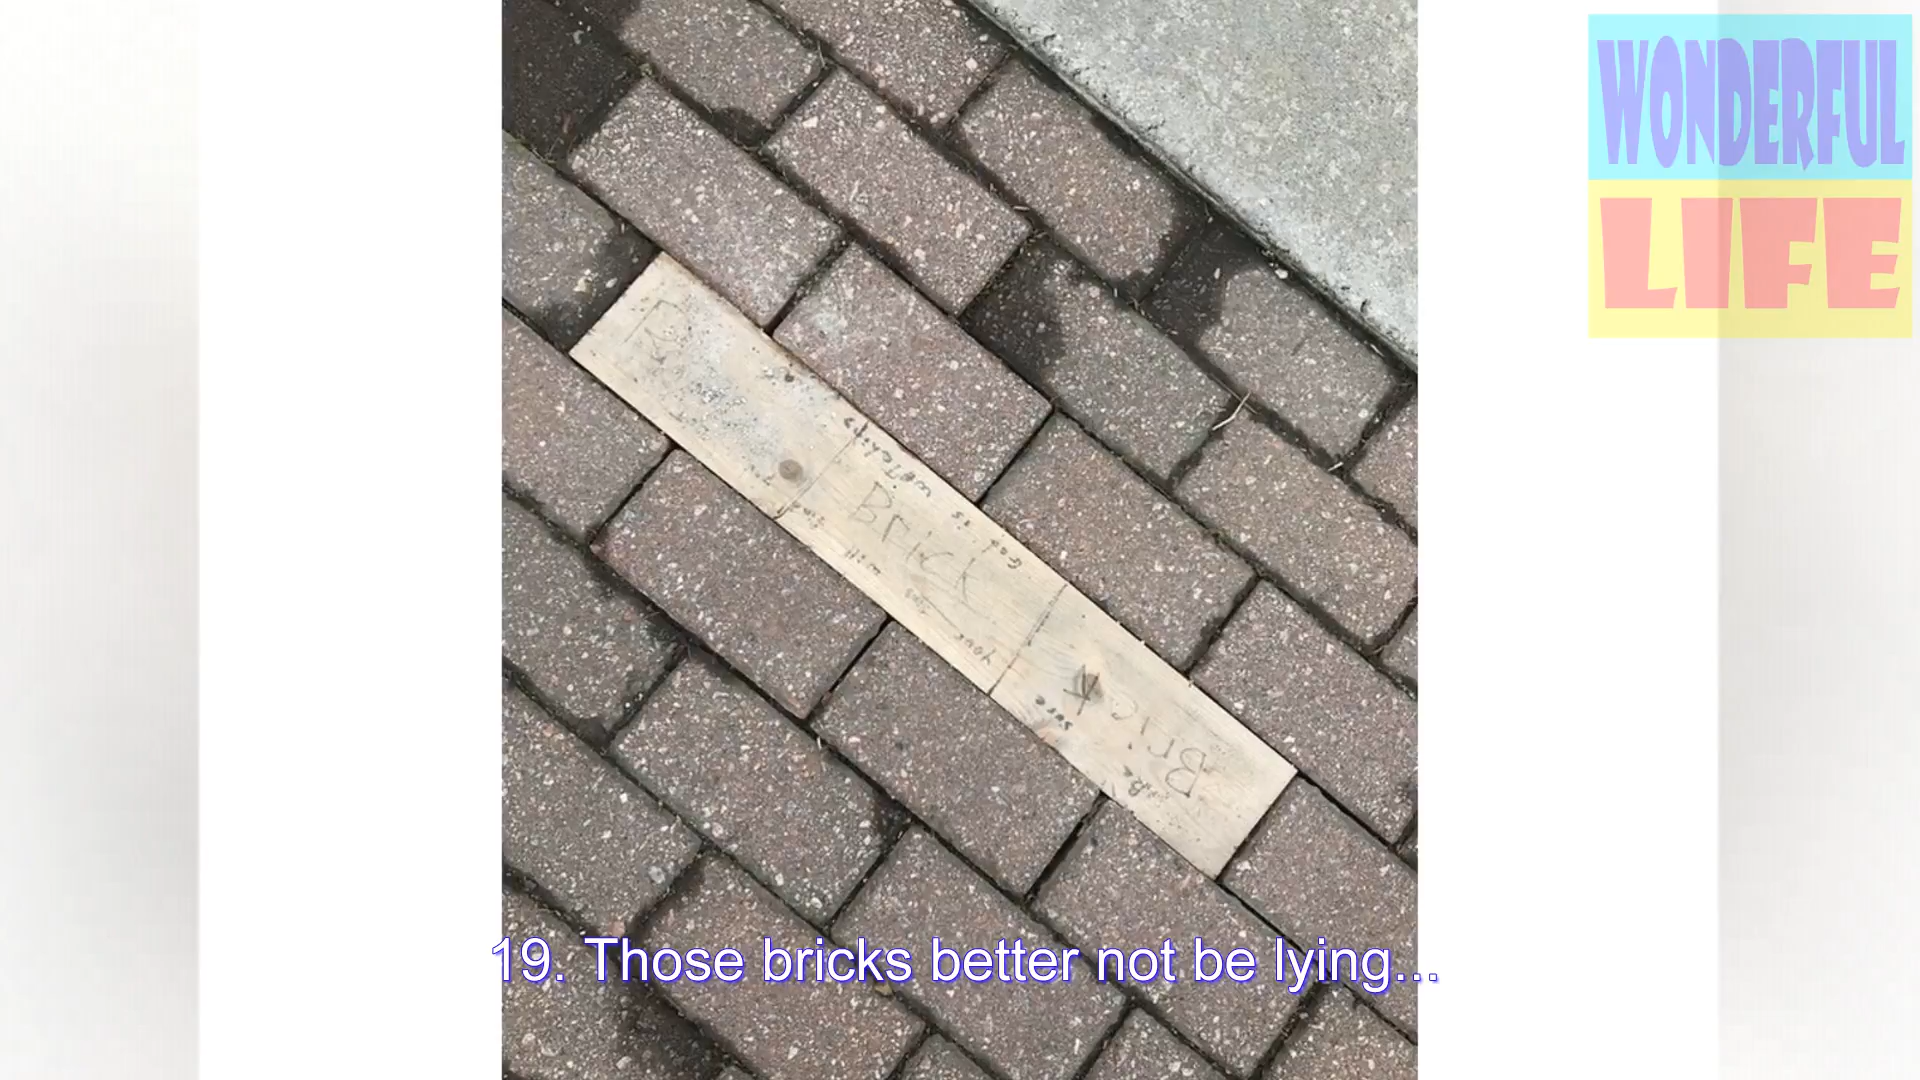 WONDERFUL
LIFE
BrIcK
BrIcK
God is waTching
Be sure your sins will find
19. Those bricks better not be lying...